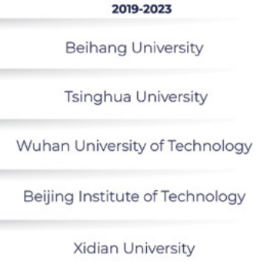 2019-2023
Beihang University
Tsinghua University
Wuhan University of Technology
Beijing Institute of Technology
Xidian University